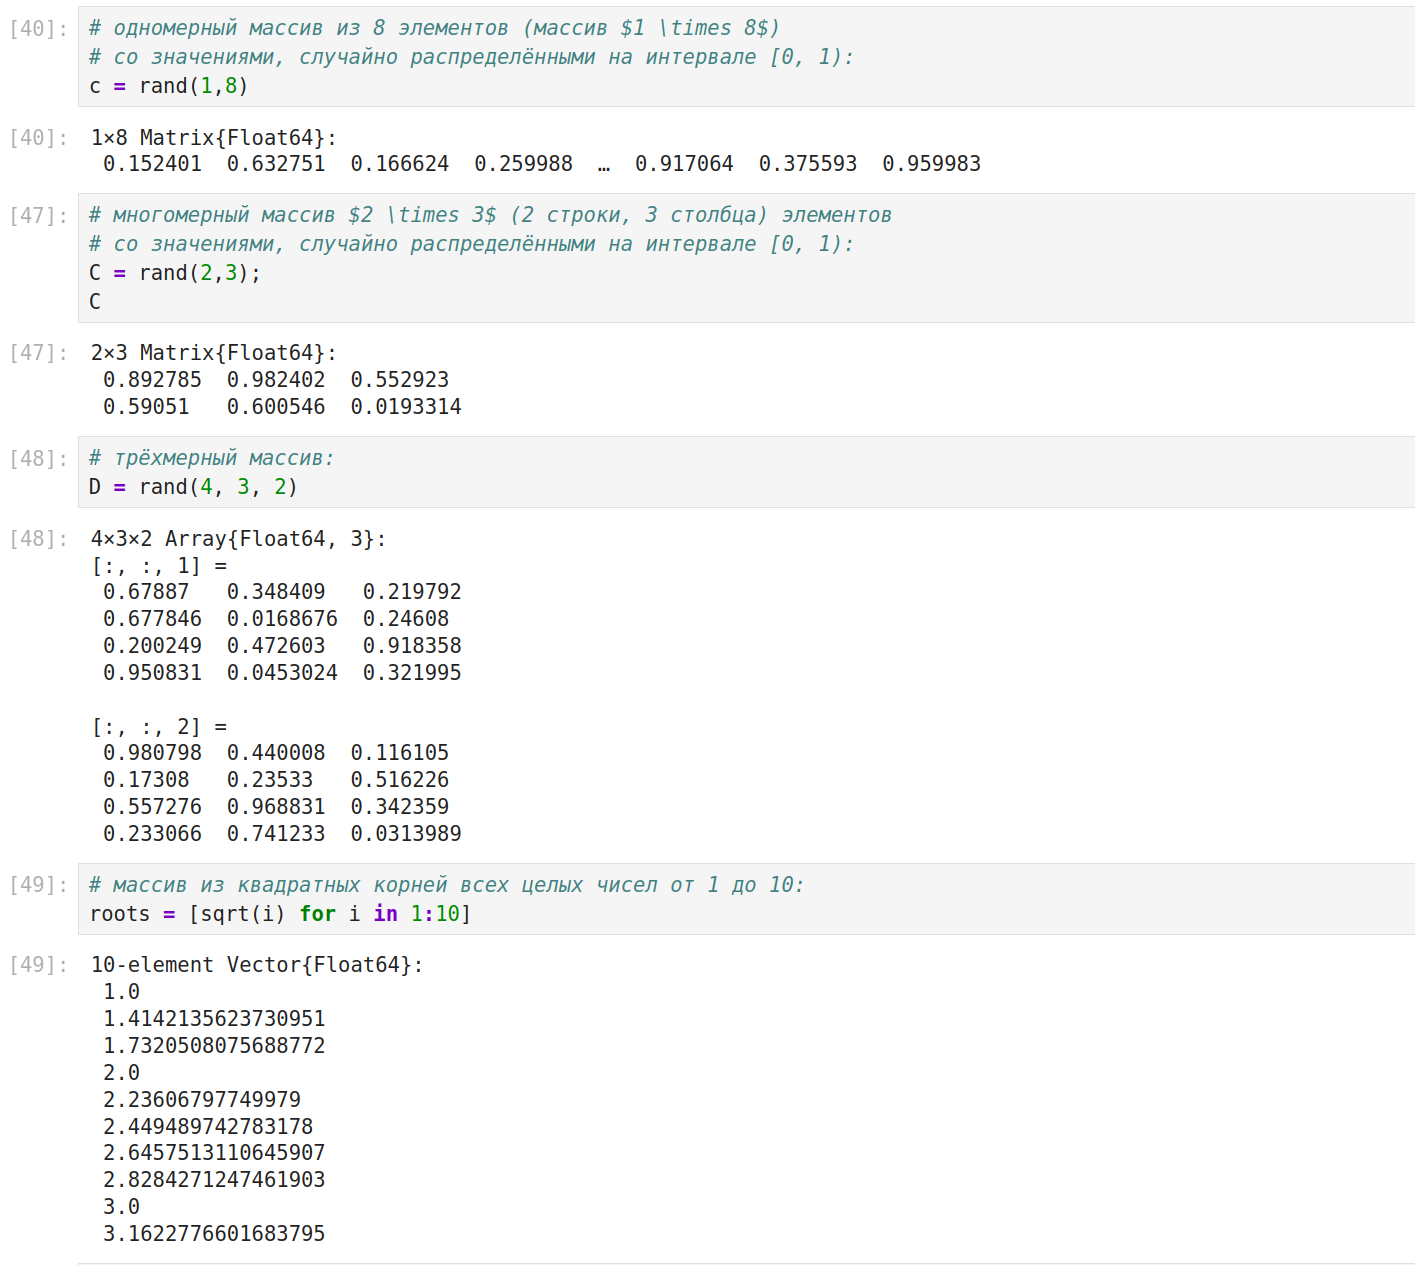 [40]: # одномерный массив из 8 элементов (массив $1 \times 8$)
# со значениями, случайно распределёнными на интервале [0, 1):
c = rand(1,8)
[40]: 1×8 Matrix{Float64}:
0.152401  0.632751  0.166624  0.259988  …  0.917064  0.375593  0.959983
[47]: # многомерный массив $2 \times 3$ (2 строки, 3 столбца) элементов
# со значениями, случайно распределёнными на интервале [0, 1):
C = rand(2,3);
C
[47]: 2×3 Matrix{Float64}:
0.892785  0.982402  0.552923
0.59051   0.600546  0.0193314
[48]: # трёхмерный массив:
D = rand(4, 3, 2)
[48]: 4×3×2 Array{Float64, 3}:
[:, :, 1] =
0.67887   0.348409   0.219792
0.677846  0.0168676  0.24608
0.200249  0.472603   0.918358
0.950831  0.0453024  0.321995
[:, :, 2] =
0.980798  0.440008  0.116105
0.17308   0.23533   0.516226
0.557276  0.968831  0.342359
0.233066  0.741233  0.0313989
[49]: # массив из квадратных корней всех целых чисел от 1 до 10:
roots = [sqrt(i) for i in 1:10]
[49]: 10-element Vector{Float64}:
1.0
1.4142135623730951
1.7320508075688772
2.0
2.23606797749979
2.449489742783178
2.6457513110645907
2.8284271247461903
3.0
3.1622776601683795